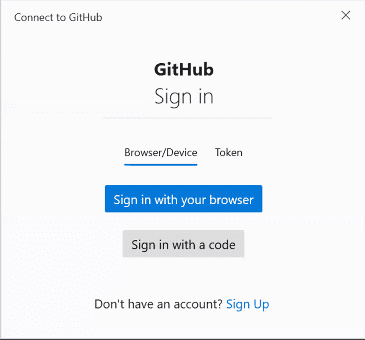 Connect to GitHub
GitHub
Sign in
Browser/Device Token
Sign in with your browser
Sign in with a code
Don't have an account? Sign Up